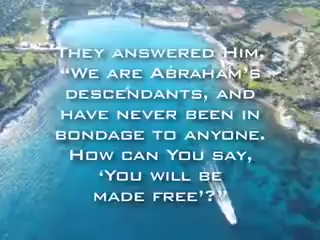 They answered Him,
“We are Abraham’s
descendants, and
have never been in
bondage to anyone.
How can You say,
‘You will be
made free’?”